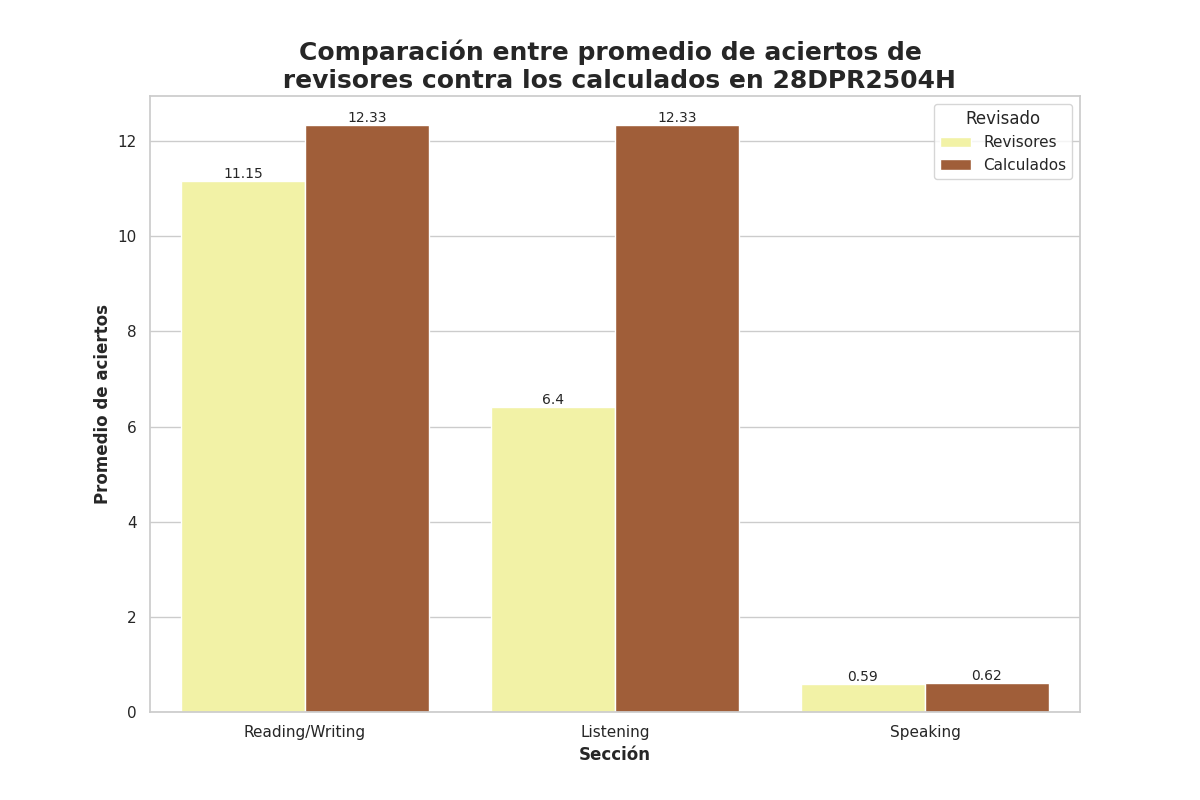 Comparación entre promedio de aciertos de
revisores contra los calculados en 28DPR2504H
Revisado
Revisores
Calculados
12.33
12.33
11.15
6.4
0.59
0.62
12
10
8
6
4
2
0
Promedio de aciertos
Reading/Writing
Listening
Speaking
Sección